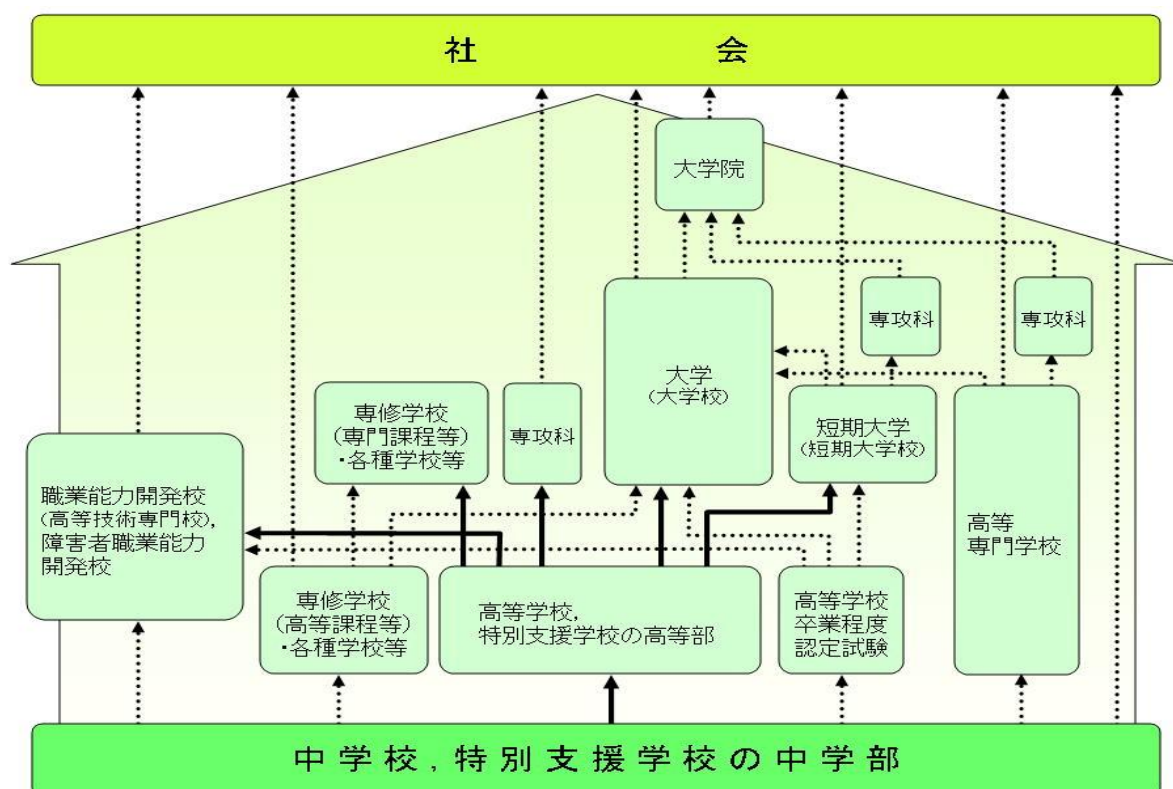 社会
大学院
専攻科
専攻科
大学
(大学校)
専修学校
(専門課程等)
・各種学校等
専攻科
短期大学
(短期大学校)
職業能力開発校
(高等技術専門校),
障害者職業能力
開発校
高等
専門学校
専修学校
(高等課程等)
・各種学校等
高等学校,
特別支援学校の高等部
高等学校
卒業程度
認定試験
中学校,特別支援学校の中学部